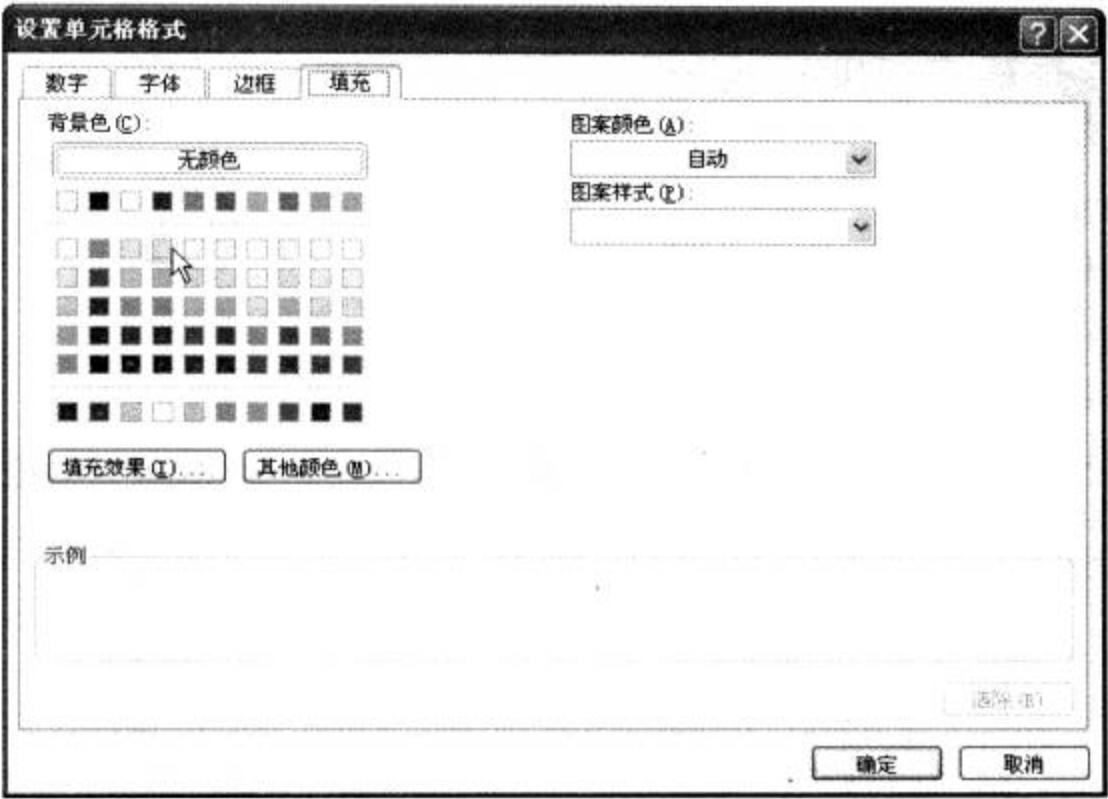 设置单元格格式
数字 字体 边框 填充
背景色(C):
无颜色
图案颜色(A):
自动
图案样式(P):
填充效果(I)... 其他颜色(M)...
示例
清除(R)
确定 取消